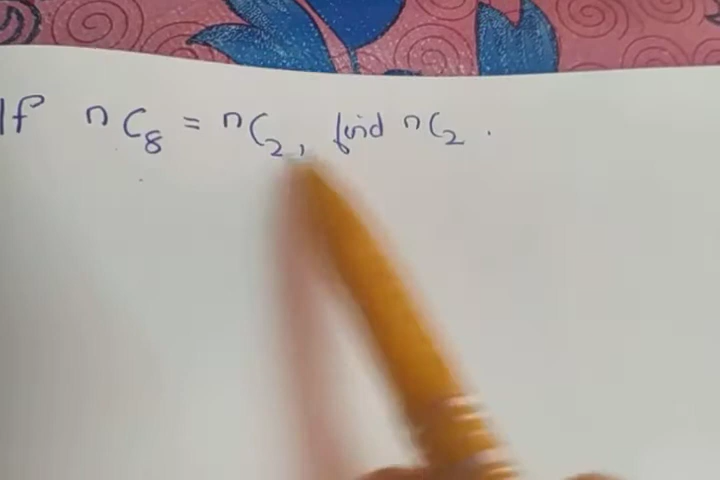 If ⁿC₈ = ⁿC₂, find ⁿC₂.